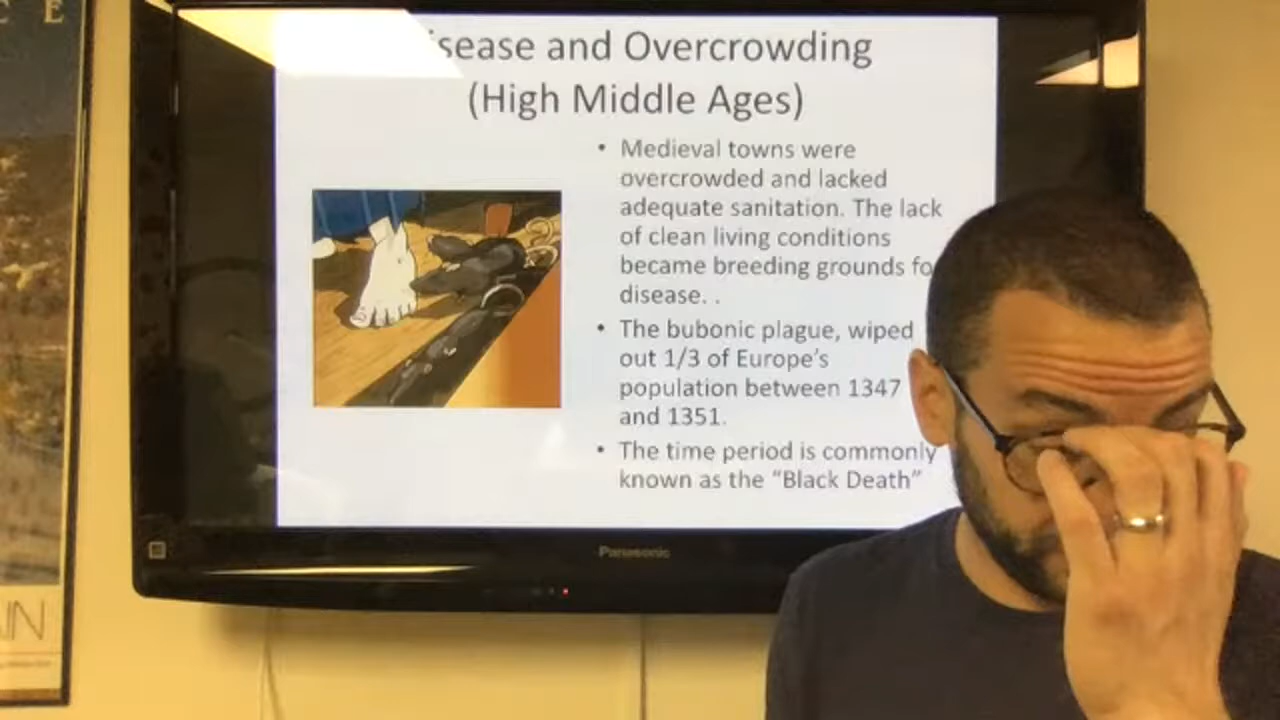 C E
isease and Overcrowding
(High Middle Ages)
• Medieval towns were
overcrowded and lacked
adequate sanitation. The lack
of clean living conditions
became breeding grounds fo
disease. .
• The bubonic plague, wiped
out 1/3 of Europe's
population between 1347
and 1351.
• The time period is commonly
known as the “Black Death”
Panasonic
AIN